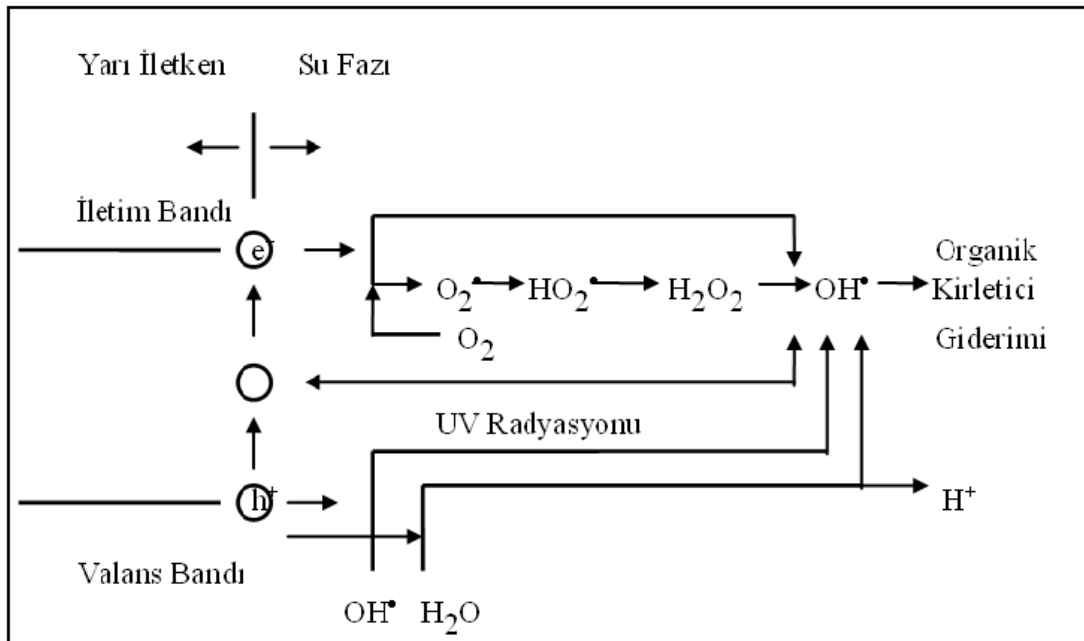 Yarı İletken Su Fazı
İletim Bandı
e⁻
Organik
O₂• HO₂• H₂O₂ OH• Kirletici
O₂ Giderimi
UV Radyasyonu
h⁺ H⁺
Valans Bandı
OH• H₂O